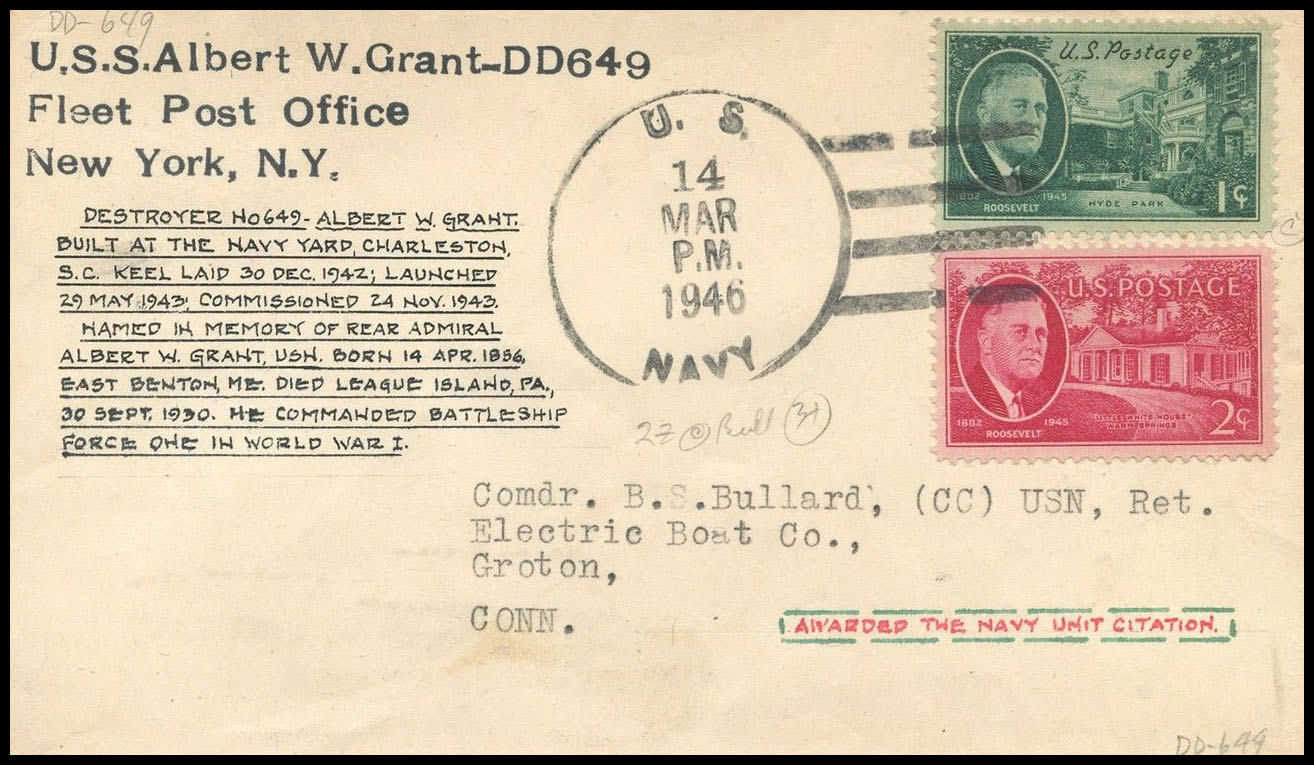 DD-649
U.S.S.Albert W.Grant-DD649
Fleet Post Office
New York, N.Y.
DESTROYER NO649- ALBERT W. GRANT.
BUILT AT THE NAVY YARD, CHARLESTON,
S.C. KEEL LAID 30 DEC. 1942; LAUNCHED
29 MAY 1943; COMMISSIONED 24 NOV. 1943.
NAMED IN MEMORY OF REAR ADMIRAL
ALBERT W. GRANT, USN. BORN 14 APR. 1856,
EAST BENTON, ME. DIED LEAGUE ISLAND, PA.,
30 SEPT. 1930. HE COMMANDED BATTLESHIP
FORCE ONE IN WORLD WAR I.
U. S.
14
MAR
P.M.
1946
NAVY
U.S. Postage
1882 1945
ROOSEVELT
HYDE PARK
1¢
U.S. POSTAGE
1882 1945
ROOSEVELT
"LITTLE WHITE HOUSE"
WARM SPRINGS
2¢
Comdr. B.S.Bullard, (CC) USN, Ret.
Electric Boat Co.,
Groton,
CONN.
AWARDED THE NAVY UNIT CITATION.
DD-649